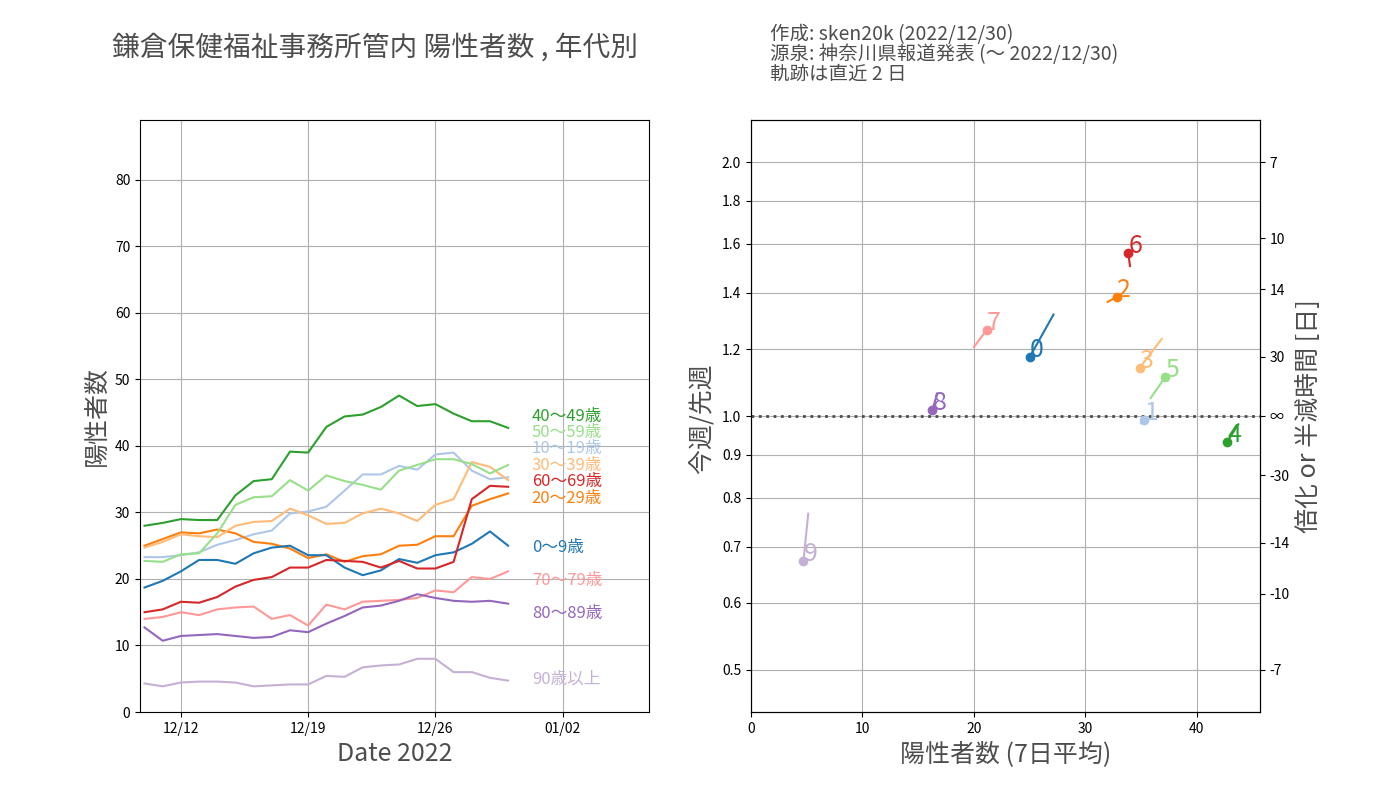 鎌倉保健福祉事務所管内 陽性者数 , 年代別
作成: sken20k (2022/12/30)
源泉: 神奈川県報道発表 (〜 2022/12/30)
軌跡は直近 2 日
陽性者数
80
70
60
50
40
30
20
10
0
12/12
12/19
12/26
01/02
Date 2022
40〜49歳
50〜59歳
10〜19歳
30〜39歳
60〜69歳
20〜29歳
0〜9歳
70〜79歳
80〜89歳
90歳以上
今週/先週
2.0
1.8
1.6
1.4
1.2
1.0
0.9
0.8
0.7
0.6
0.5
0
10
20
30
40
陽性者数 (7日平均)
6
2
7
0
3
5
8
1
4
9
7
10
14
30
∞
-30
-14
-10
-7
倍化 or 半減時間 [日]